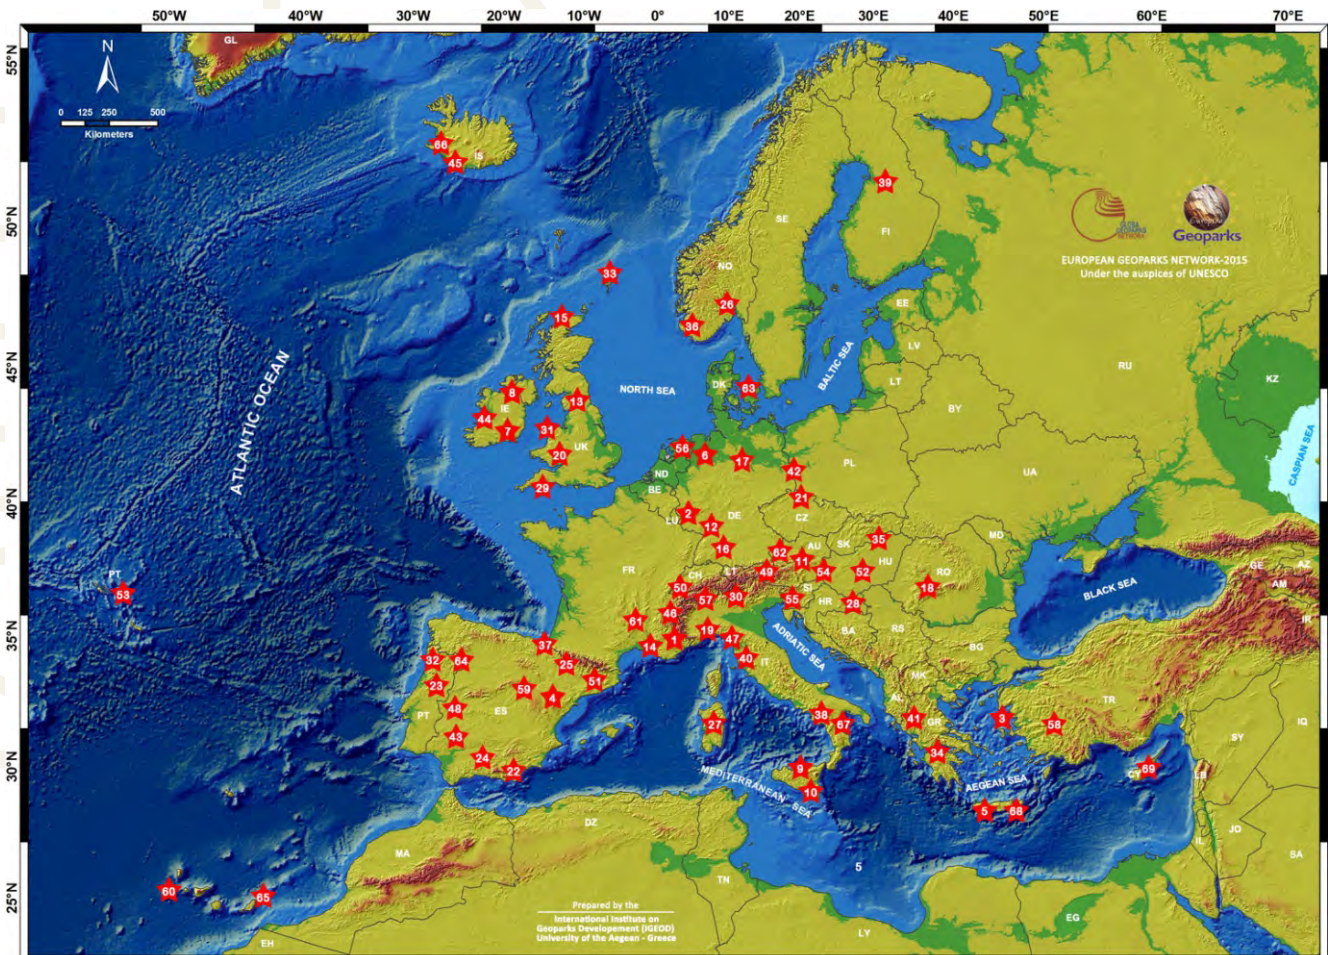 50°W 40°W 30°W 20°W 10°W 0° 10°E 20°E 30°E 40°E 50°E 60°E 70°E
55°N
GL
N
0 125 250 500
Kilometers
66
45 IS
39
SE
FI
GLOBAL
GEOPARKS
NETWORK
Geoparks
EUROPEAN GEOPARKS NETWORK-2015
Under the auspices of UNESCO
50°N
33
NO
26
15
36
EE
LV
45°N
ATLANTIC OCEAN
NORTH SEA
BALTIC SEA
RU
KZ
DK
63
LT
BY
8
13
IE
44
7
31
UK
20
56
6
17
42
PL
UA
CASPIAN SEA
29
ND
BE
21
CZ
40°N
2
LU
DE
12
16
35
SK
MD
62
AU
11
HU
FR
CH
LT
49
54
52
RO
18
PT
53
50
57
30
SI
55
HR
28
BLACK SEA
GE
AZ
AM
IR
35°N
61
46
1
14
19
47
40
IT
BA
RS
BG
ADRIATIC SEA
37
32
64
25
51
23
59
4
MK
AL
48
PT
ES
27
38
67
41
GR
3
58
TR
IQ
43
24
22
34
SY
30°N
9
10
MEDITERRANEAN SEA
AEGEAN SEA
CY
69
LB
5
68
DZ
MA
TN
JD
IL
SA
25°N
60
65
5
EG
EH
LY
Prepared by the
International Institute on
Geoparks Developement (IGEOD)
University of the Aegean - Greece